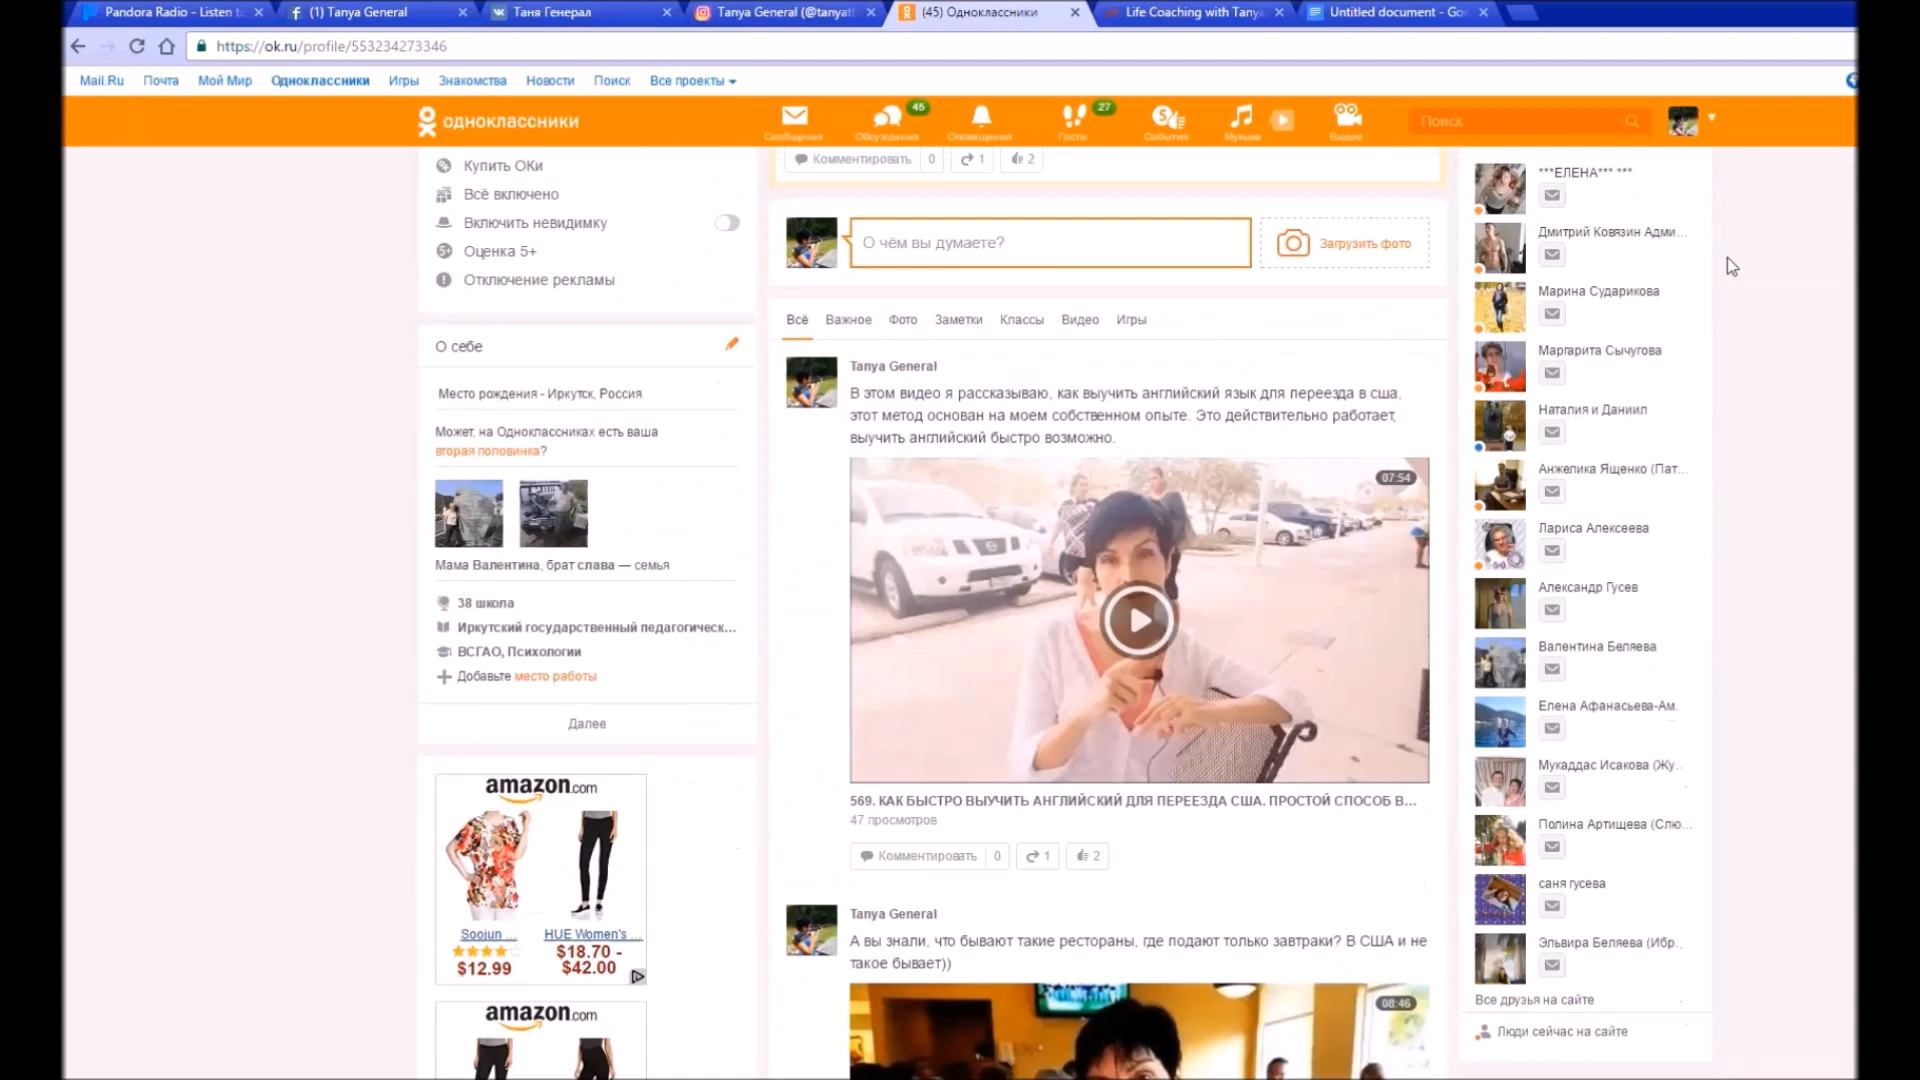 Pandora Radio - Listen to
(1) Tanya General
Таня Генерал
Tanya General (@tanyat
(45) Одноклассники
Life Coaching with Tanya
Untitled document - Go
https://ok.ru/profile/553234273346
Mail.Ru Почта Мой Мир Одноклассники Игры Знакомства Новости Поиск Все проекты
одноклассники
Сообщения
Обсуждения 45
Оповещения
Гости 27
События
Музыка
Видео
Поиск
Купить ОКи
Всё включено
Включить невидимку
Оценка 5+
Отключение рекламы
О себе
Место рождения - Иркутск, Россия
Может, на Одноклассниках есть ваша
вторая половинка?
Мама Валентина, брат слава — семья
38 школа
Иркутский государственный педагогическ...
ВСГАО, Психологии
Добавьте место работы
Далее
amazon.com
Soojun ...
$12.99
HUE Women's ...
$18.70 -
$42.00
amazon.com
Комментировать 0 1 2
О чём вы думаете?
Загрузить фото
Всё Важное Фото Заметки Классы Видео Игры
Tanya General
В этом видео я рассказываю, как выучить английский язык для переезда в сша,
этот метод основан на моем собственном опыте. Это действительно работает,
выучить английский быстро возможно.
07:54
569. КАК БЫСТРО ВЫУЧИТЬ АНГЛИЙСКИЙ ДЛЯ ПЕРЕЕЗДА США. ПРОСТОЙ СПОСОБ В...
47 просмотров
Комментировать 0 1 2
Tanya General
А вы знали, что бывают такие рестораны, где подают только завтраки? В США и не
такое бывает))
08:46
***ЕЛЕНА*** ***
Дмитрий Ковязин Адми...
Марина Сударикова
Маргарита Сычугова
Наталия и Даниил
Анжелика Ященко (Пат...
Лариса Алексеева
Александр Гусев
Валентина Беляева
Елена Афанасьева-Ам.
Мукаддас Исакова (Жу..
Полина Артищева (Слю...
саня гусева
Эльвира Беляева (Ибр..
Все друзья на сайте
Люди сейчас на сайте